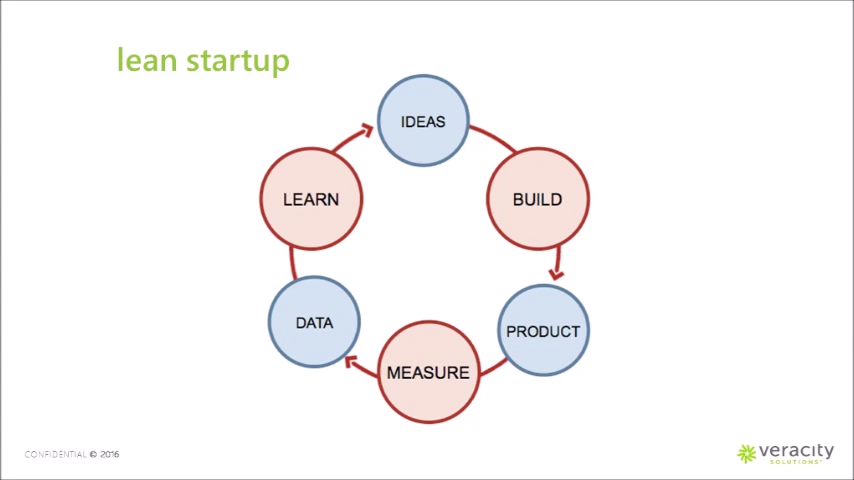 lean startup
IDEAS
LEARN
BUILD
DATA
PRODUCT
MEASURE
CONFIDENTIAL © 2016
veracity
SOLUTIONS